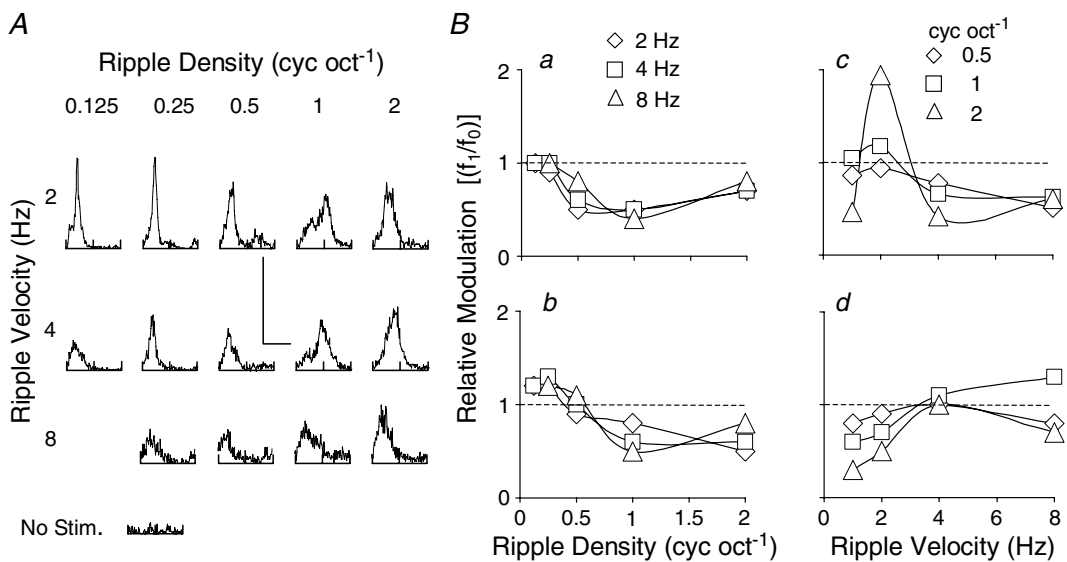 A
Ripple Density (cyc oct-1)
0.125 0.25 0.5 1 2
Ripple Velocity (Hz)
2
4
8
No Stim.
B
Relative Modulation [(f1/f0)]
a
2 Hz
4 Hz
8 Hz
2
1
0
b
2
1
0
0 0.5 1 1.5 2
Ripple Density (cyc oct-1)
c
cyc oct-1
0.5
1
2
d
0 2 4 6 8
Ripple Velocity (Hz)